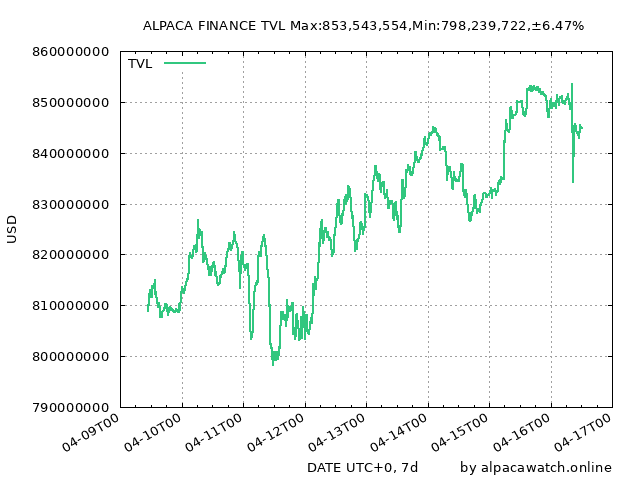 ALPACA FINANCE TVL Max:853,543,554,Min:798,239,722,±6.47%
TVL
860000000
850000000
840000000
830000000
820000000
810000000
800000000
790000000
USD
04-09T00
04-10T00
04-11T00
04-12T00
04-13T00
04-14T00
04-15T00
04-16T00
04-17T00
DATE UTC+0, 7d
by alpacawatch.online